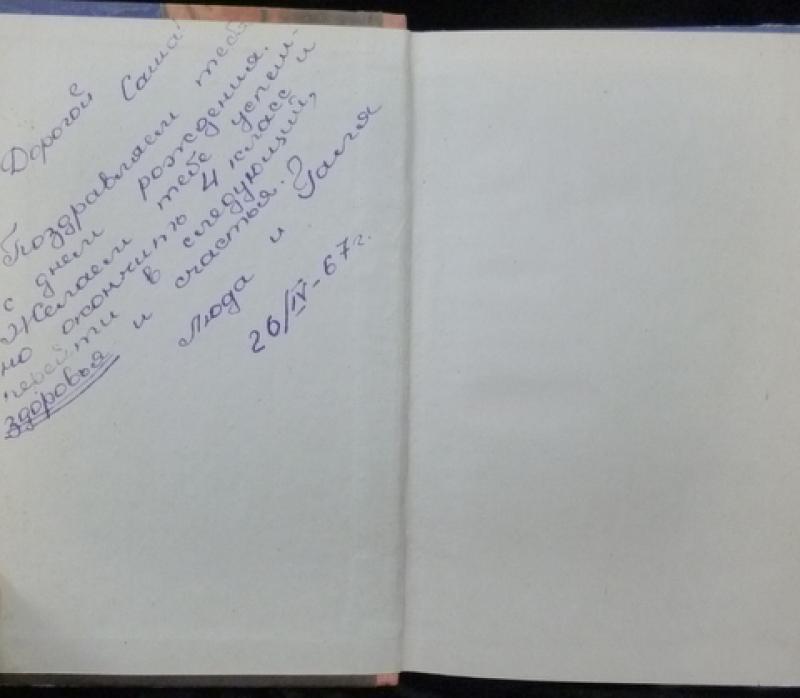 Дорогой Саша!
Поздравляем тебя
с днем рождения.
Желаем тебе успеш-
но окончить 4 класс и
перейти в следующий,
здоровья и счастья.
Люда и Галя
26/IV-67г.